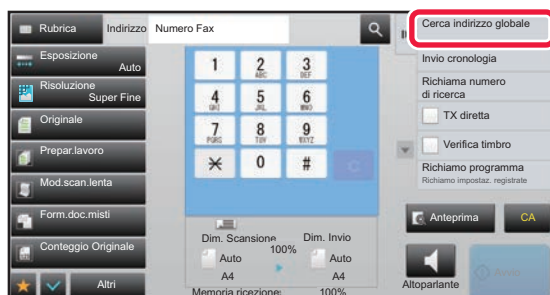 Rubrica
Indirizzo
Numero Fax
Cerca indirizzo globale
Esposizione
Auto
Risoluzione
Super Fine
Originale
Prepar.lavoro
Mod.scan.lenta
Form.doc.misti
Conteggio Originale
Altri
1
2
ABC
3
DEF
4
GHI
5
JKL
6
MNO
7
PQRS
8
TUV
9
WXYZ
0
#
C
Dim. Scansione
100%
Dim. Invio
Auto
A4
Auto
A4
Memoria ricezione:
100%
Invio cronologia
Richiama numero
di ricerca
TX diretta
Verifica timbro
Richiamo programma
Richiamo impostaz. registrate
Anteprima
CA
Altoparlante
Avvio